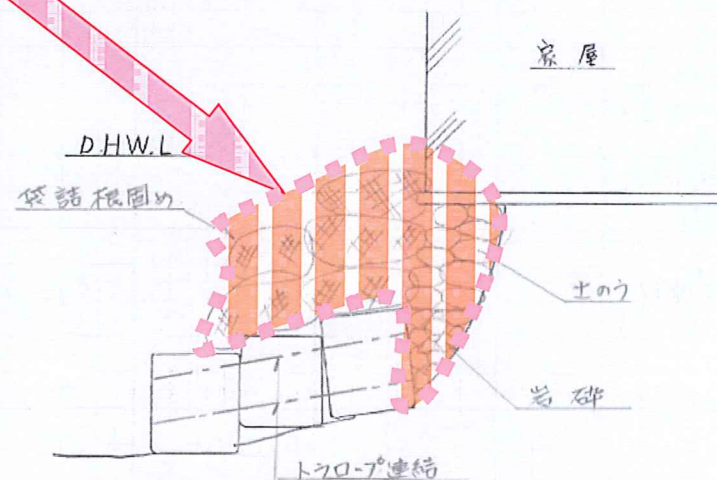 家屋
D.H.W.L
袋詰根固め
土のう
岩砕
トラロープ連結